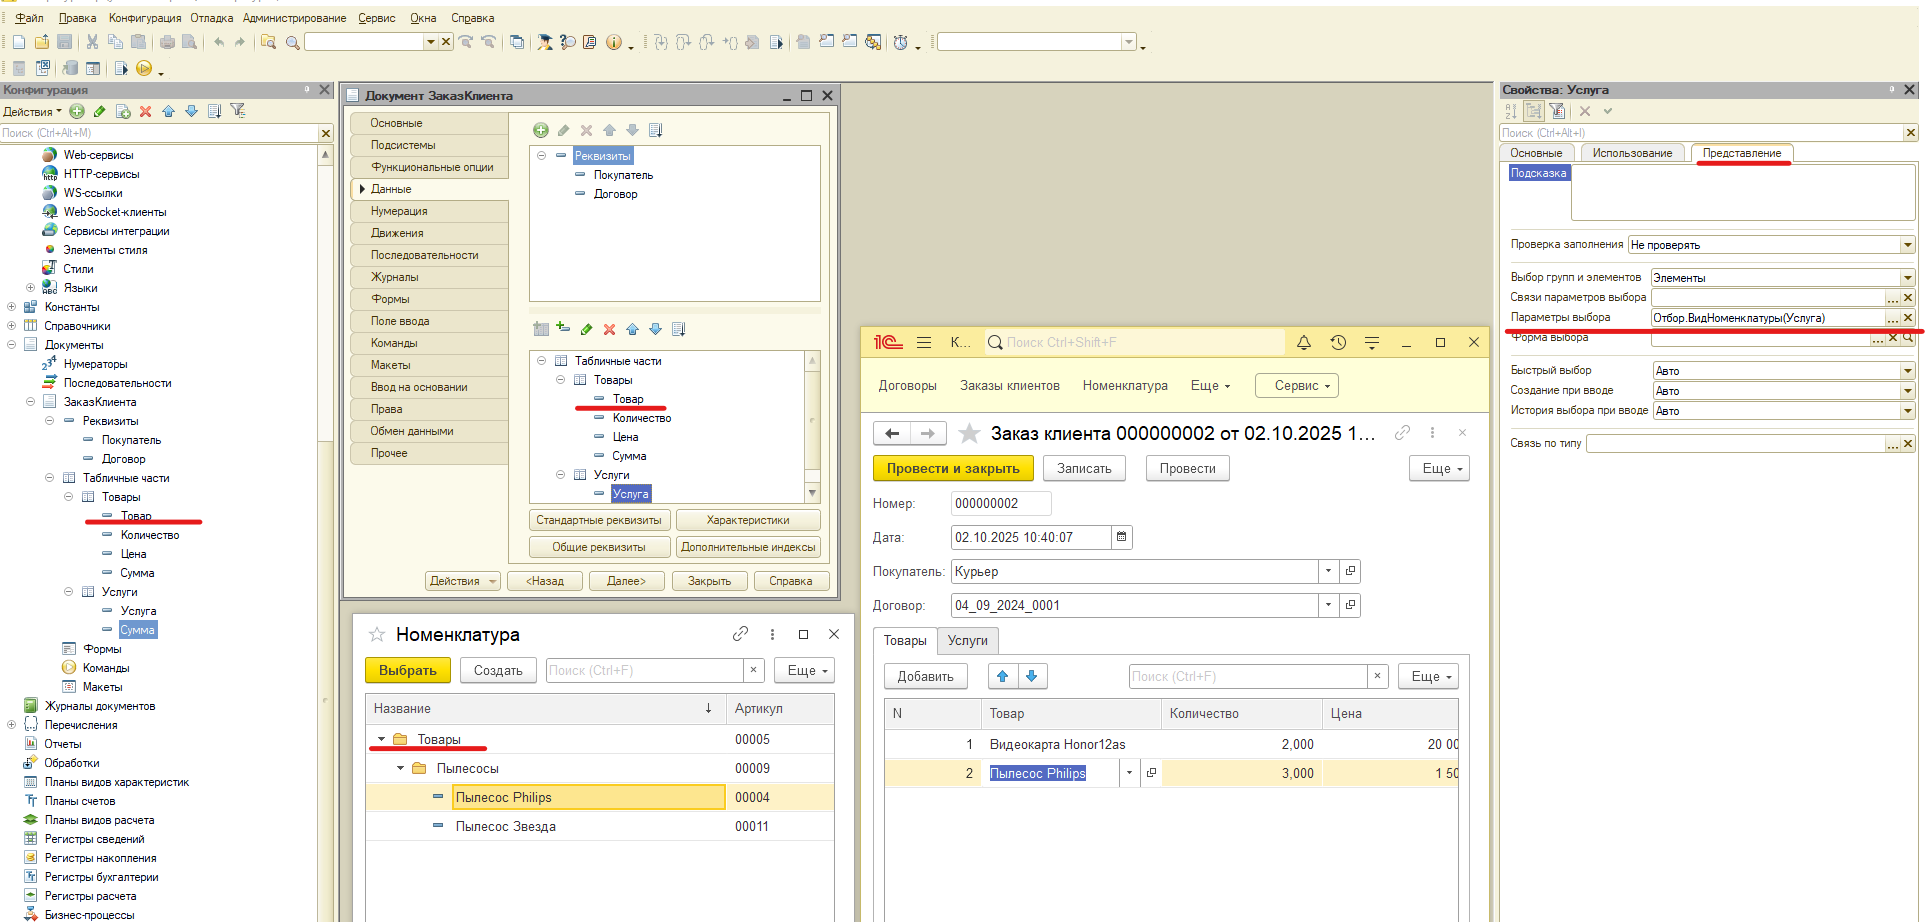 Файл Правка Конфигурация Отладка Администрирование Сервис Окна Справка
Конфигурация
Действия
Поиск (Ctrl+Alt+M)
Web-сервисы
HTTP-сервисы
WS-ссылки
WebSocket-клиенты
Сервисы интеграции
Элементы стиля
Стили
Языки
Константы
Справочники
Документы
Нумераторы
Последовательности
ЗаказКлиента
Реквизиты
Покупатель
Договор
Табличные части
Товары
Товар
Количество
Цена
Сумма
Услуги
Услуга
Сумма
Формы
Команды
Макеты
Журналы документов
Перечисления
Отчеты
Обработки
Планы видов характеристик
Планы счетов
Планы видов расчета
Регистры сведений
Регистры накопления
Регистры бухгалтерии
Регистры расчета
Бизнес-процессы
Документ ЗаказКлиента
Основные
Подсистемы
Функциональные опции
Данные
Нумерация
Движения
Последовательности
Журналы
Формы
Поле ввода
Команды
Макеты
Ввод на основании
Права
Обмен данными
Прочее
Реквизиты
Покупатель
Договор
Табличные части
Товары
Товар
Количество
Цена
Сумма
Услуги
Услуга
Стандартные реквизиты Характеристики
Общие реквизиты Дополнительные индексы
Действия <Назад Далее> Закрыть Справка
Номенклатура
Выбрать Создать Поиск (Ctrl+F) × Еще
Название ↓ Артикул
Товары 00005
Пылесосы 00009
Пылесос Philips 00004
Пылесос Звезда 00011
1С К... Поиск Ctrl+Shift+F
Договоры Заказы клиентов Номенклатура Еще Сервис
Заказ клиента 000000002 от 02.10.2025 1...
Провести и закрыть Записать Провести Еще
Номер: 000000002
Дата: 02.10.2025 10:40:07
Покупатель: Курьер
Договор: 04_09_2024_0001
Товары Услуги
Добавить Поиск (Ctrl+F) × Еще
N Товар Количество Цена
1 Видеокарта Honor12as 2,000 20 00
2 Пылесос Philips 3,000 1 50
Свойства: Услуга
Поиск (Ctrl+Alt+I)
Основные Использование Представление
Подсказка
Проверка заполнения Не проверять
Выбор групп и элементов Элементы
Связи параметров выбора ...
Параметры выбора Отбор.ВидНоменклатуры(Услуга) ...
Форма выбора ...
Быстрый выбор Авто
Создание при вводе Авто
История выбора при вводе Авто
Связь по типу ...